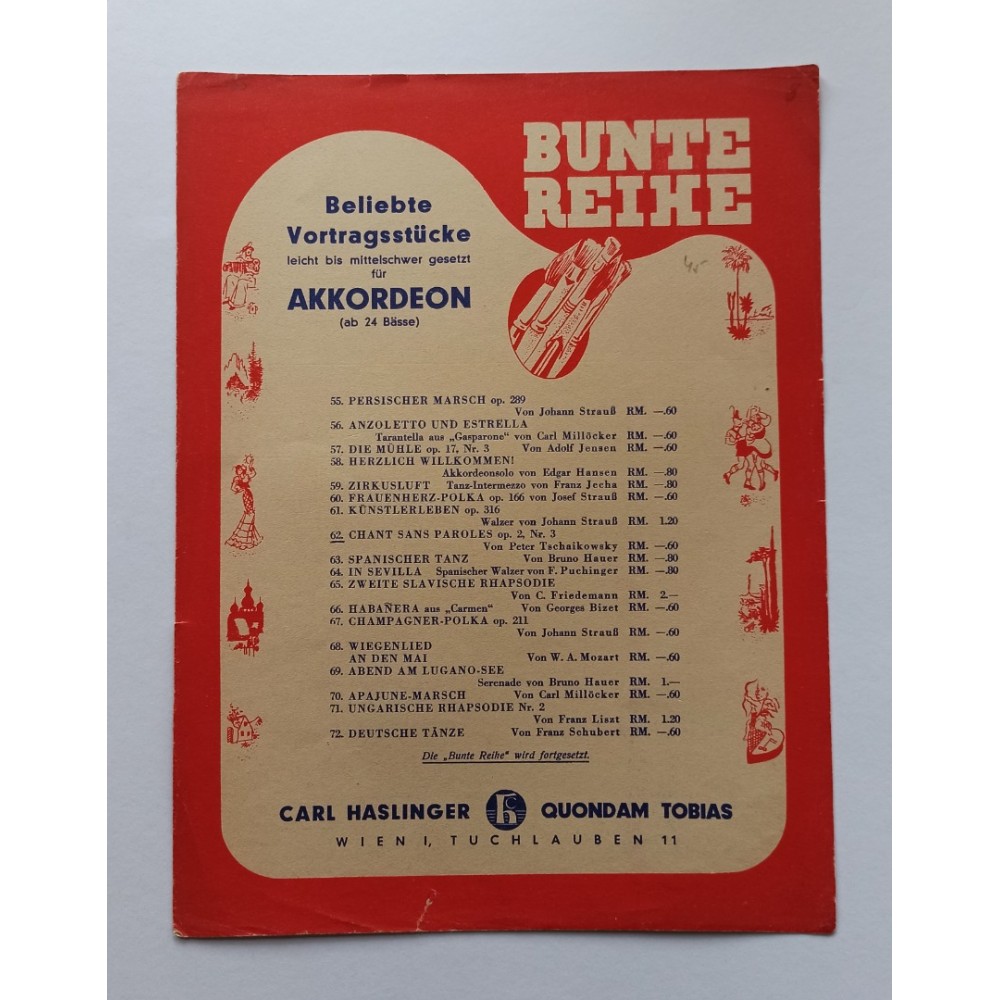 BUNTE
REIHE
Beliebte
Vortragsstücke
leicht bis mittelschwer gesetzt
für
AKKORDEON
(ab 24 Bässe)
55. PERSISCHER MARSCH op. 289
Von Johann Strauß RM. —.60
56. ANZOLETTO UND ESTRELLA
Tarantella aus „Gasparone“ von Carl Millöcker RM. —.60
57. DIE MÜHLE op. 17, Nr. 3 Von Adolf Jensen RM. —.60
58. HERZLICH WILLKOMMEN!
Akkordeonsolo von Edgar Hansen RM. —.80
59. ZIRKUSLUFT Tanz-Intermezzo von Franz Jecha RM. —.80
60. FRAUENHERZ-POLKA op. 166 von Josef Strauß RM. —.60
61. KÜNSTLERLEBEN op. 316
Walzer von Johann Strauß RM. 1.20
62. CHANT SANS PAROLES op. 2, Nr. 3
Von Peter Tschaikowsky RM. —.60
63. SPANISCHER TANZ Von Bruno Hauer RM. —.80
64. IN SEVILLA Spanischer Walzer von F. Puchinger RM. —.80
65. ZWEITE SLAVISCHE RHAPSODIE
Von C. Friedemann RM. 2.—
66. HABAÑERA aus „Carmen“ Von Georges Bizet RM. —.60
67. CHAMPAGNER-POLKA op. 211
Von Johann Strauß RM. —.60
68. WIEGENLIED
AN DEN MAI Von W. A. Mozart RM. —.60
69. ABEND AM LUGANO-SEE
Serenade von Bruno Hauer RM. 1.—
70. APAJUNE-MARSCH Von Carl Millöcker RM. —.60
71. UNGARISCHE RHAPSODIE Nr. 2
Von Franz Liszt RM. 1.20
72. DEUTSCHE TÄNZE Von Franz Schubert RM. —.60
Die „Bunte Reihe“ wird fortgesetzt.
CARL HASLINGER QUONDAM TOBIAS
WIEN I, TUCHLAUBEN 11